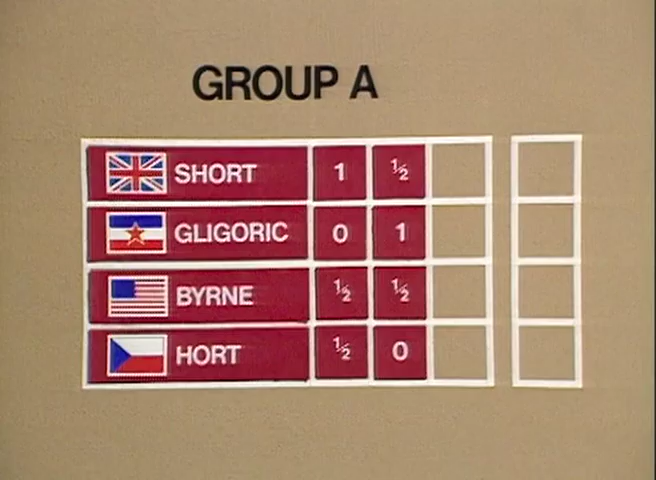 GROUP A
SHORT 1 ½
GLIGORIC 0 1
BYRNE ½ ½
HORT ½ 0